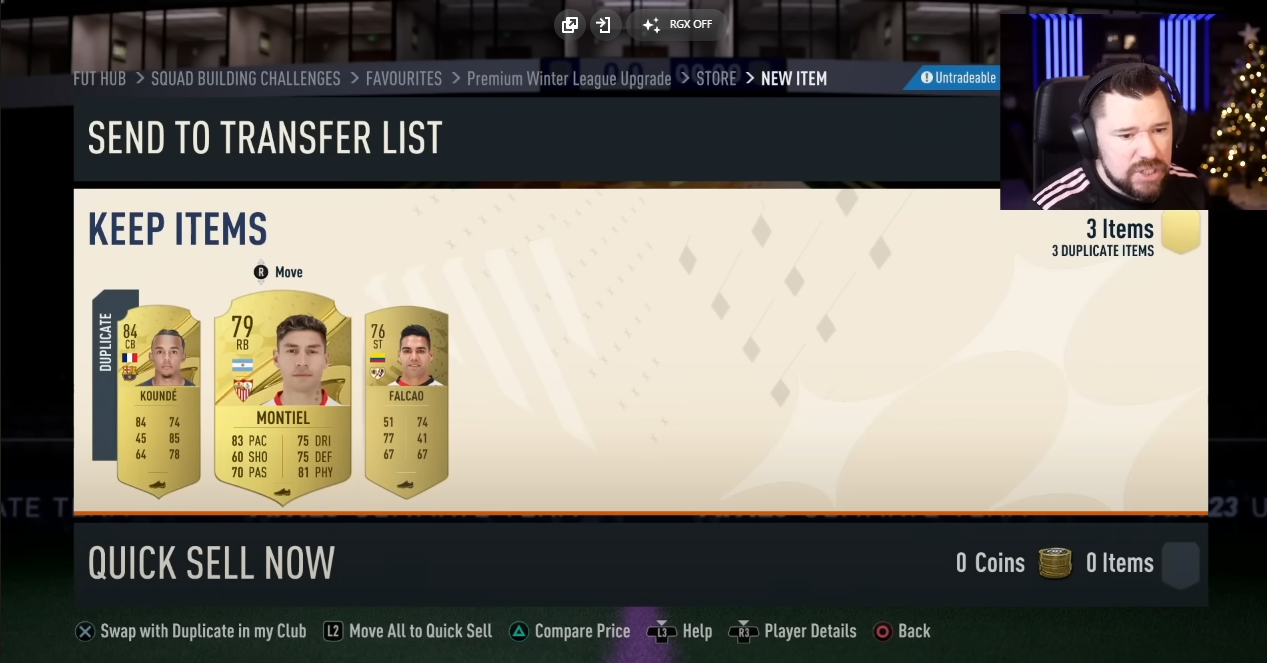 RGX OFF
FUT HUB > SQUAD BUILDING CHALLENGES > FAVOURITES > Premium Winter League Upgrade > STORE > NEW ITEM
Untradeable
SEND TO TRANSFER LIST
KEEP ITEMS
3 Items
3 DUPLICATE ITEMS
R Move
DUPLICATE
84
CB
KOUNDÉ
84 74
45 85
64 78
79
RB
MONTIEL
83 PAC 75 DRI
60 SHO 75 DEF
70 PAS 81 PHY
76
ST
FALCAO
51 74
77 41
67 67
QUICK SELL NOW
0 Coins
0 Items
Swap with Duplicate in my Club
L2 Move All to Quick Sell
Compare Price
L3 Help
R3 Player Details
Back